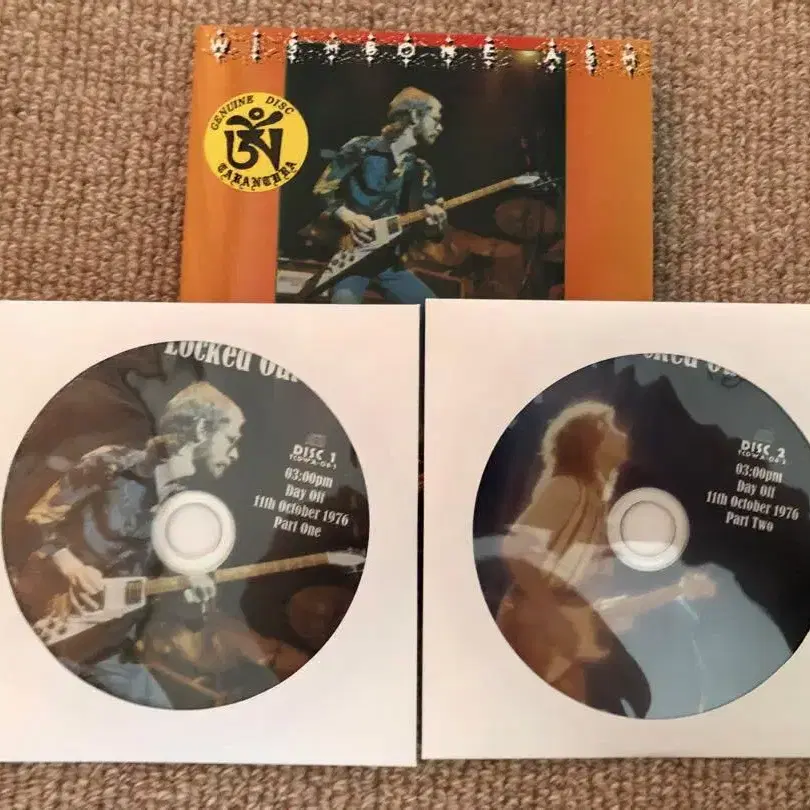 WISHBONE ASH
GENUINE DISC
TARANTURA
Locked Out
DISC 1
03:00pm
Day Off
11th October 1976
Part One
DISC 2
03:00pm
Day Off
11th October 1976
Part Two